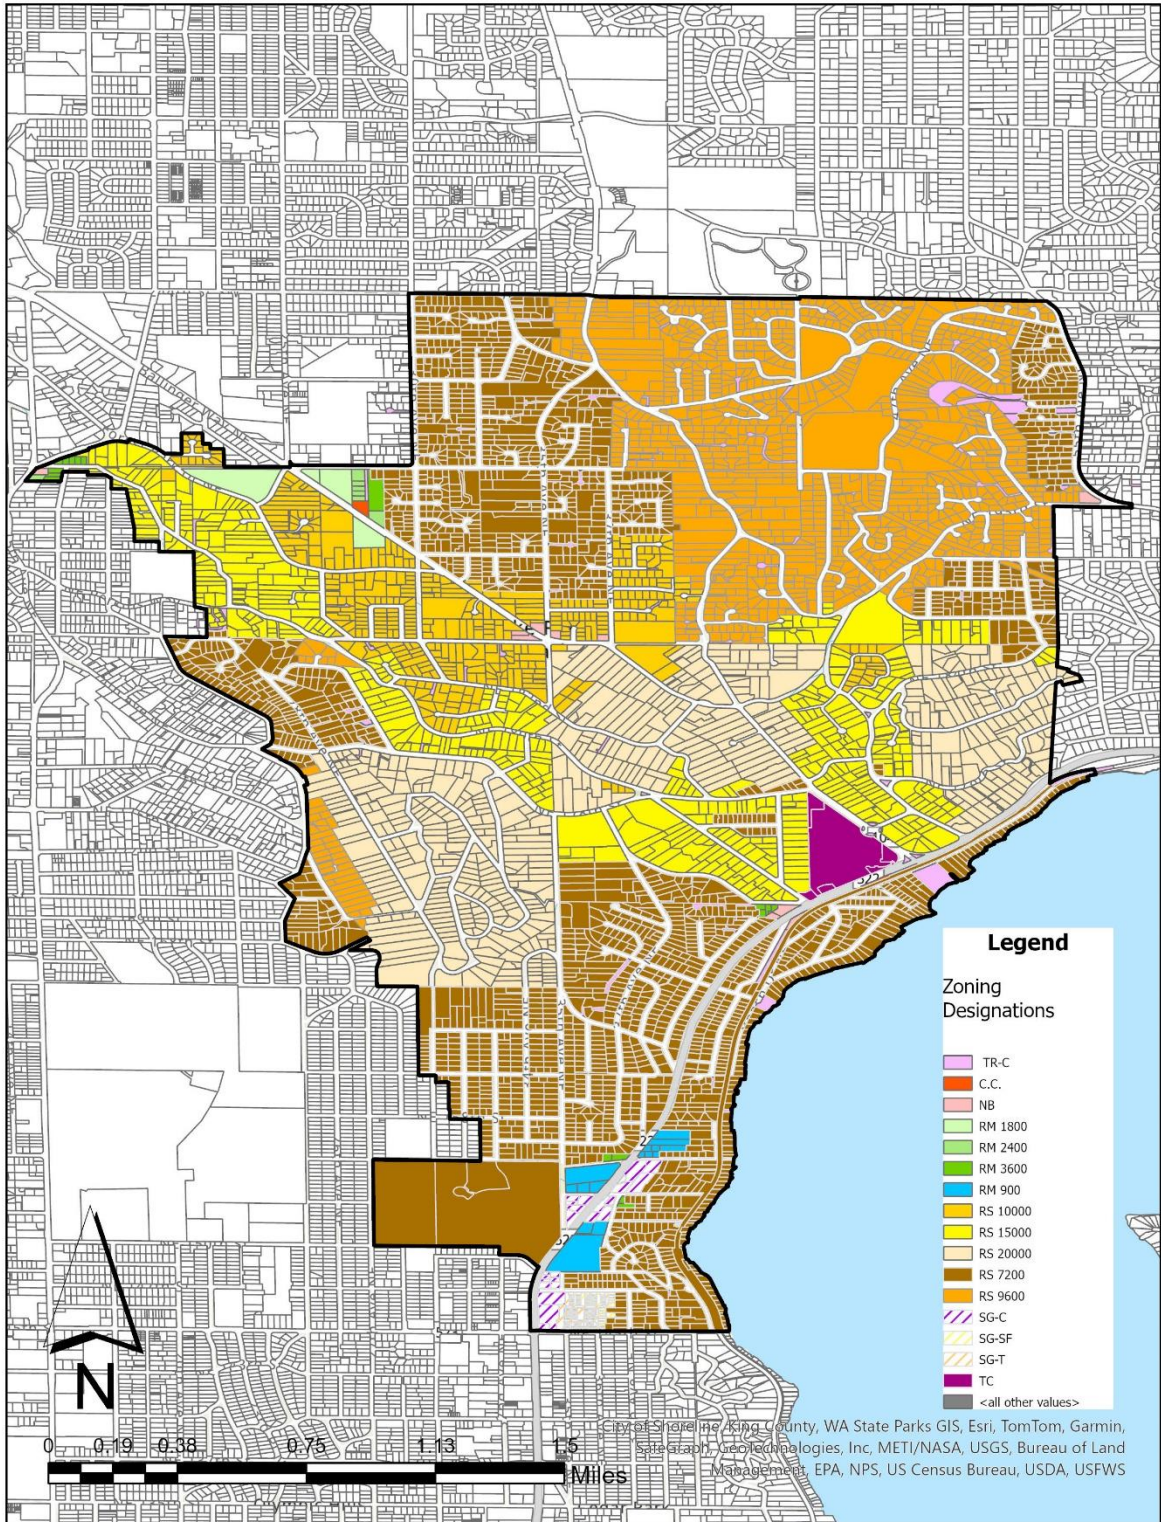 Legend
Zoning
Designations
TR-C
C.C.
NB
RM 1800
RM 2400
RM 3600
RM 900
RS 10000
RS 15000
RS 20000
RS 7200
RS 9600
SG-C
SG-SF
SG-T
TC
<all other values>
N
0 0.19 0.38 0.75 1.13 1.5
Miles
City of Shoreline, King County, WA State Parks GIS, Esri, TomTom, Garmin,
SafeGraph, GeoTechnologies, Inc, METI/NASA, USGS, Bureau of Land
Management, EPA, NPS, US Census Bureau, USDA, USFWS